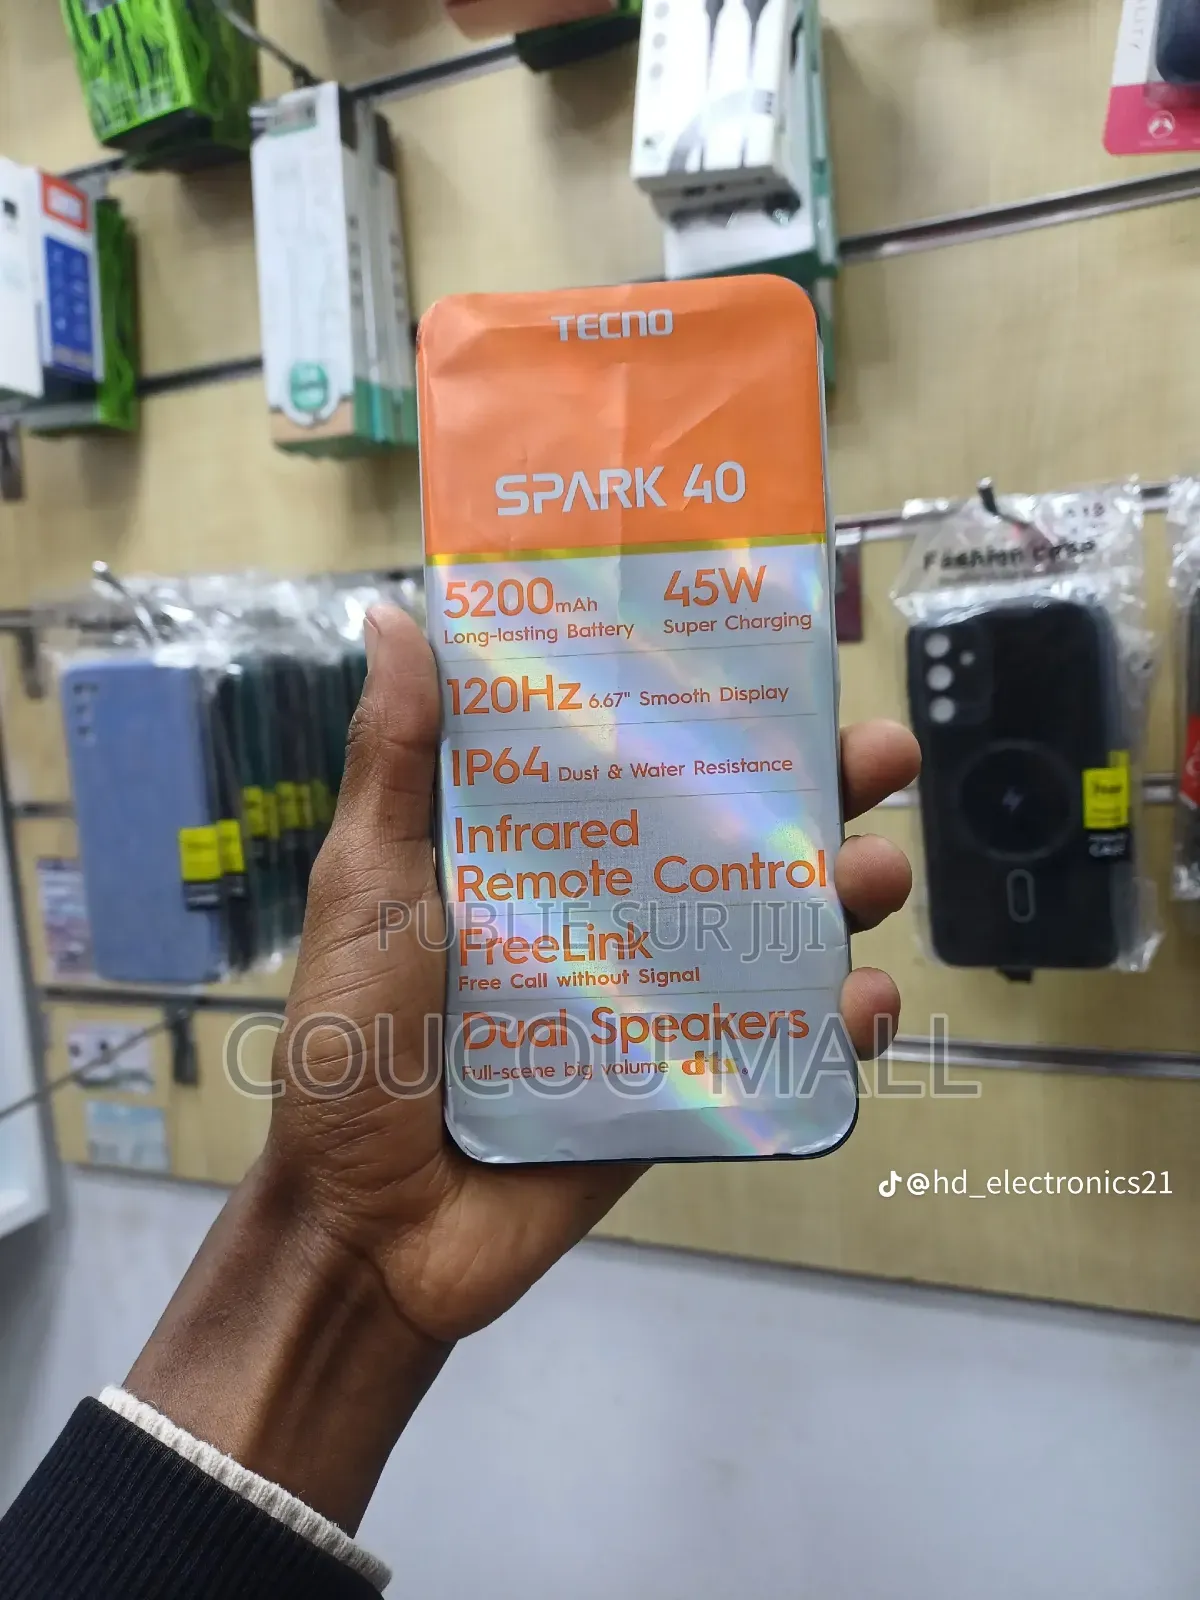 TECNO
SPARK 40
5200mAh
Long-lasting Battery
45W
Super Charging
120Hz 6.67" Smooth Display
IP64 Dust & Water Resistance
Infrared
Remote Control
PUBLIÉ SUR JIJI
FreeLink
Free Call without Signal
Dual Speakers
COUCOU MALL
Full-scene big volume dts
Fashion case
@hd_electronics21